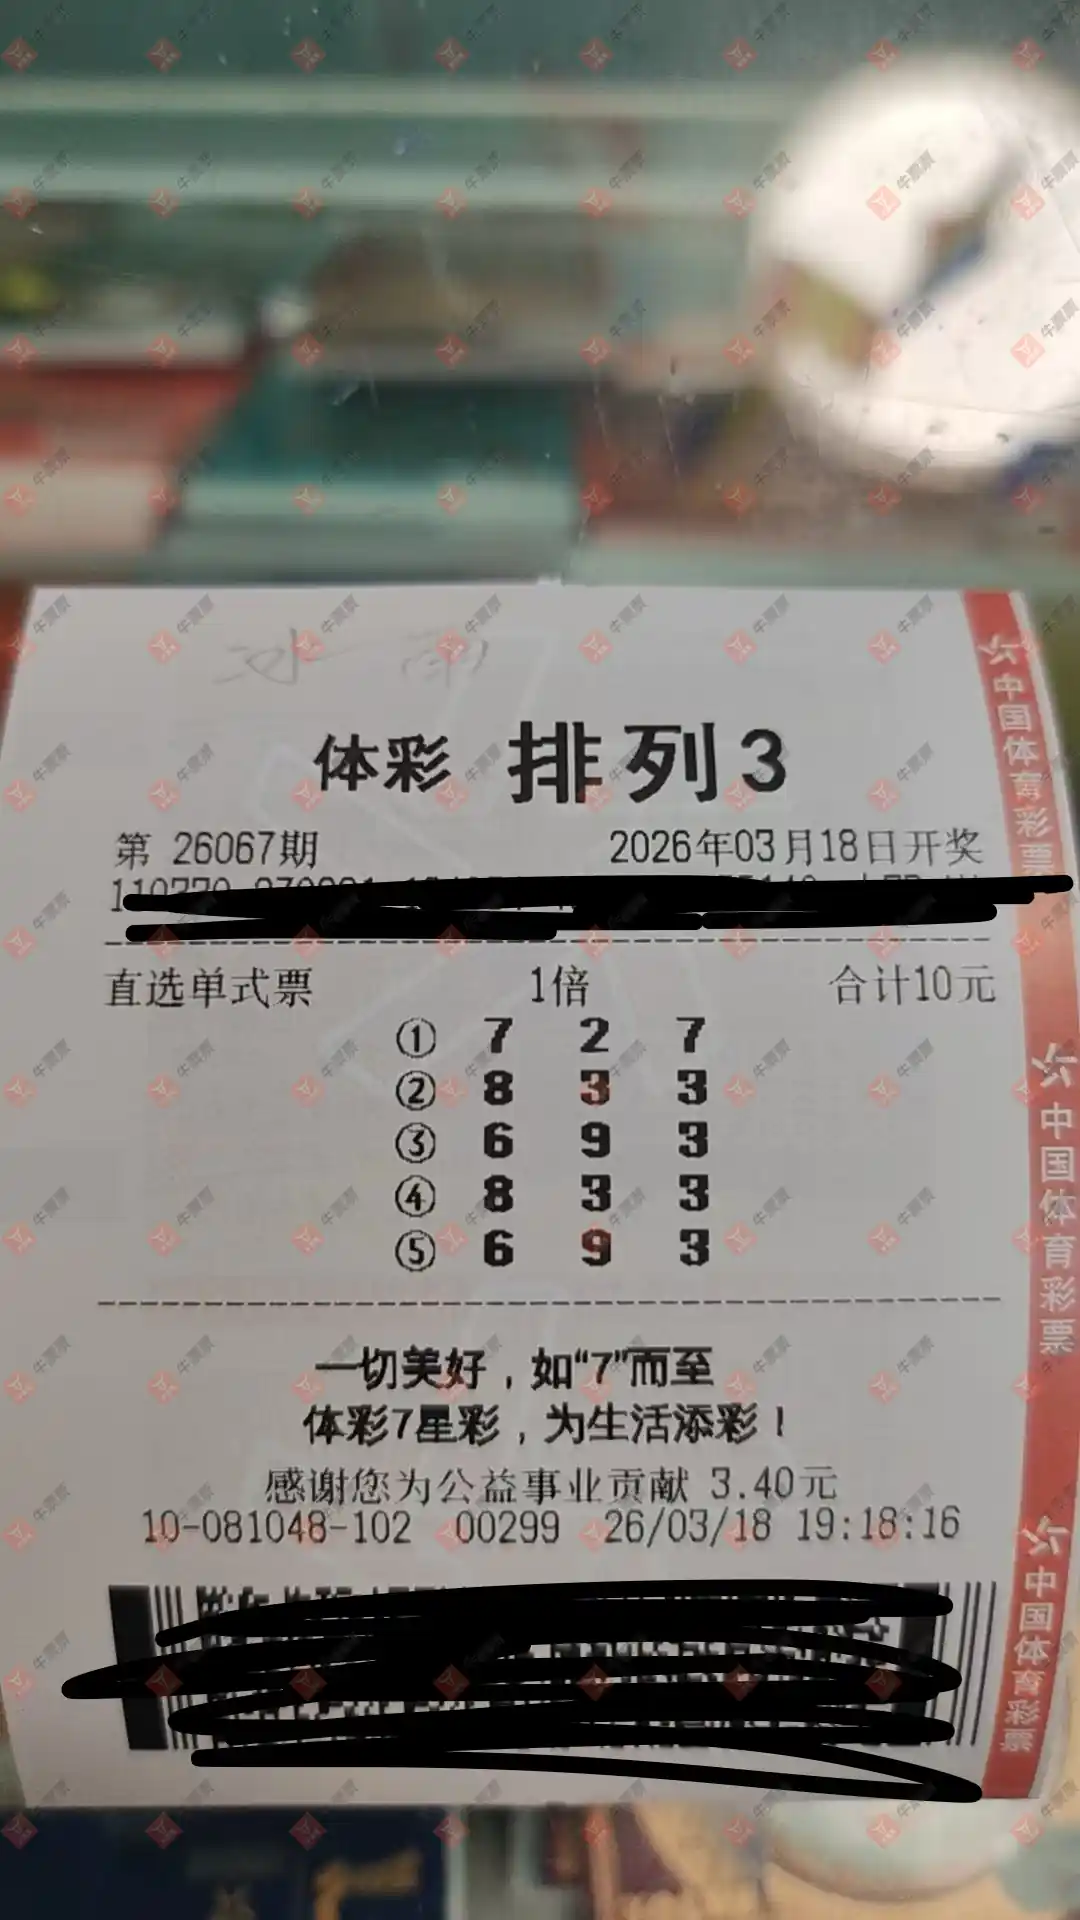 体彩 排列3
第 26067期 2026年03月18日开奖
直选单式票 1倍 合计10元
① 7 2 7
② 8 3 3
③ 6 9 3
④ 8 3 3
⑤ 6 9 3
一切美好，如“7”而至
体彩7星彩，为生活添彩！
感谢您为公益事业贡献 3.40元
10-081048-102 00299 26/03/18 19:18:16
中国体育彩票
中国体育彩票
中国体育彩票